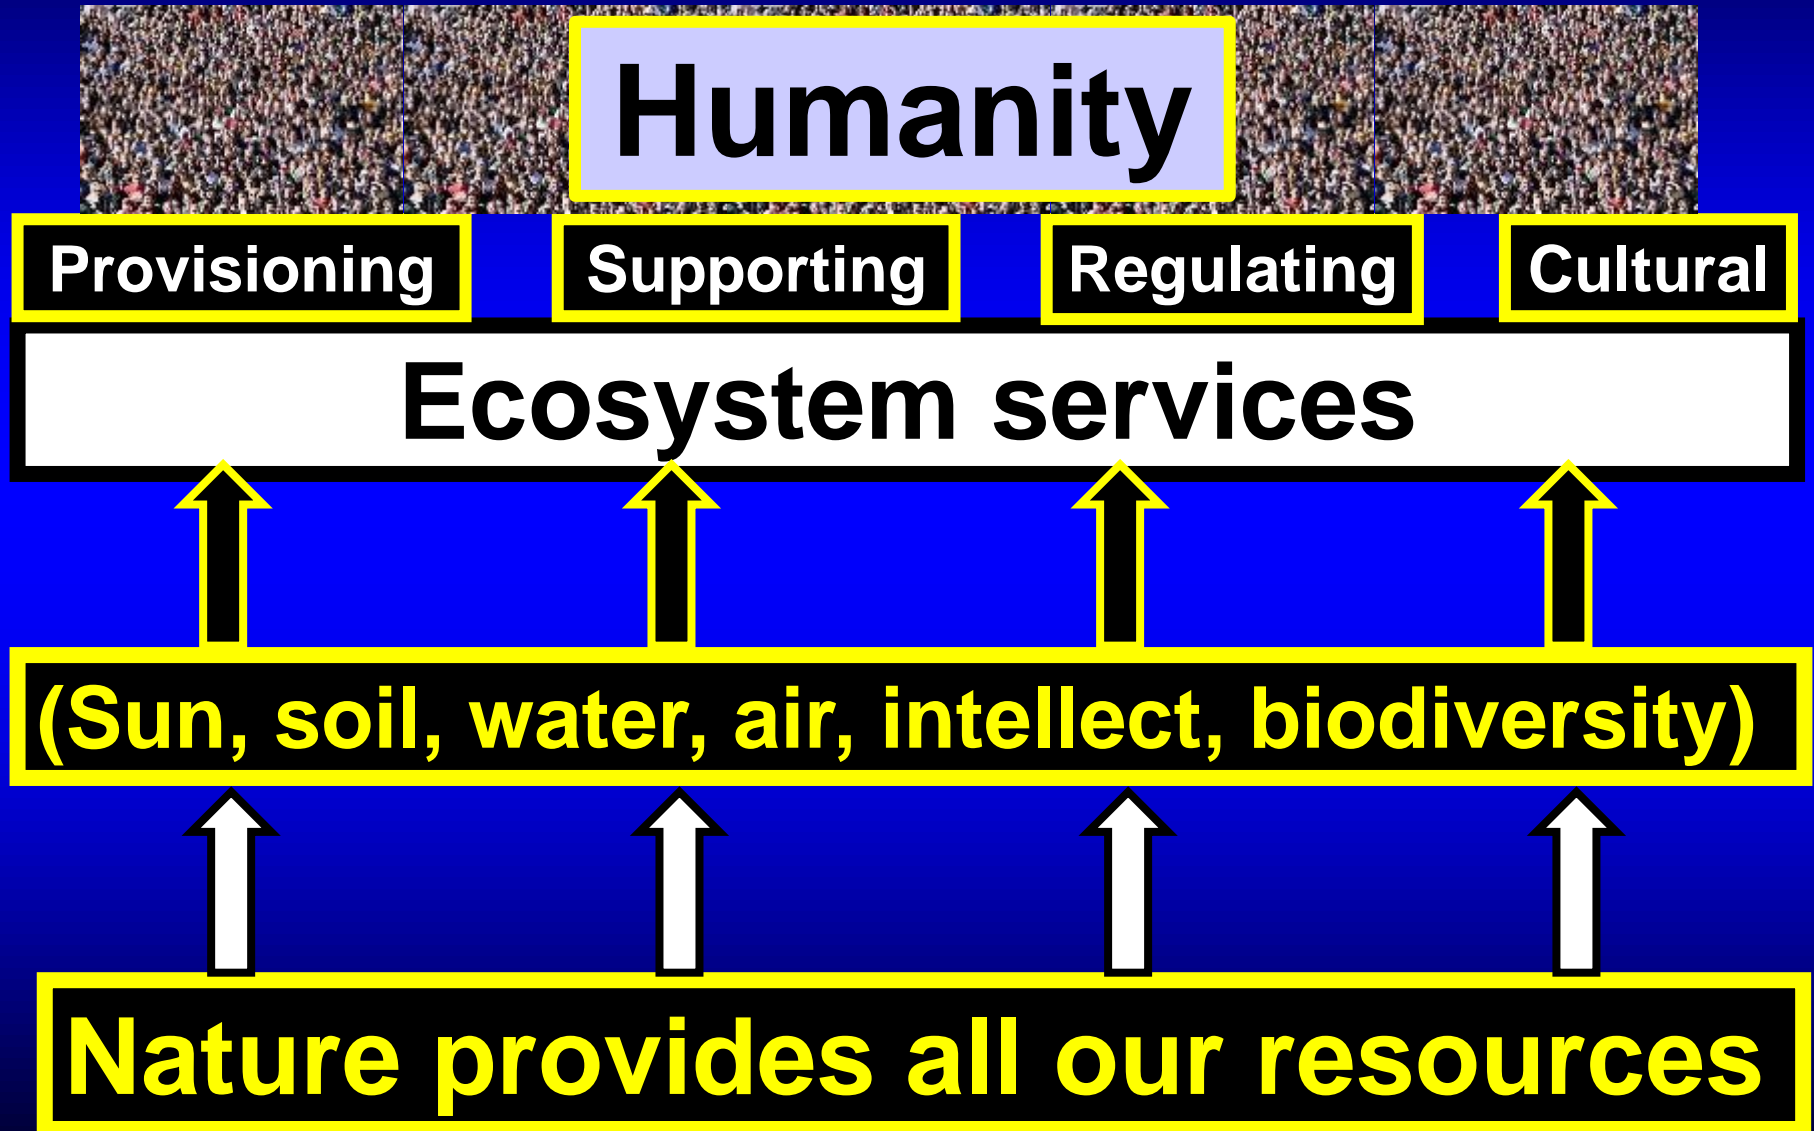 Humanity
Provisioning Supporting Regulating Cultural
Ecosystem services
(Sun, soil, water, air, intellect, biodiversity)
Nature provides all our resources